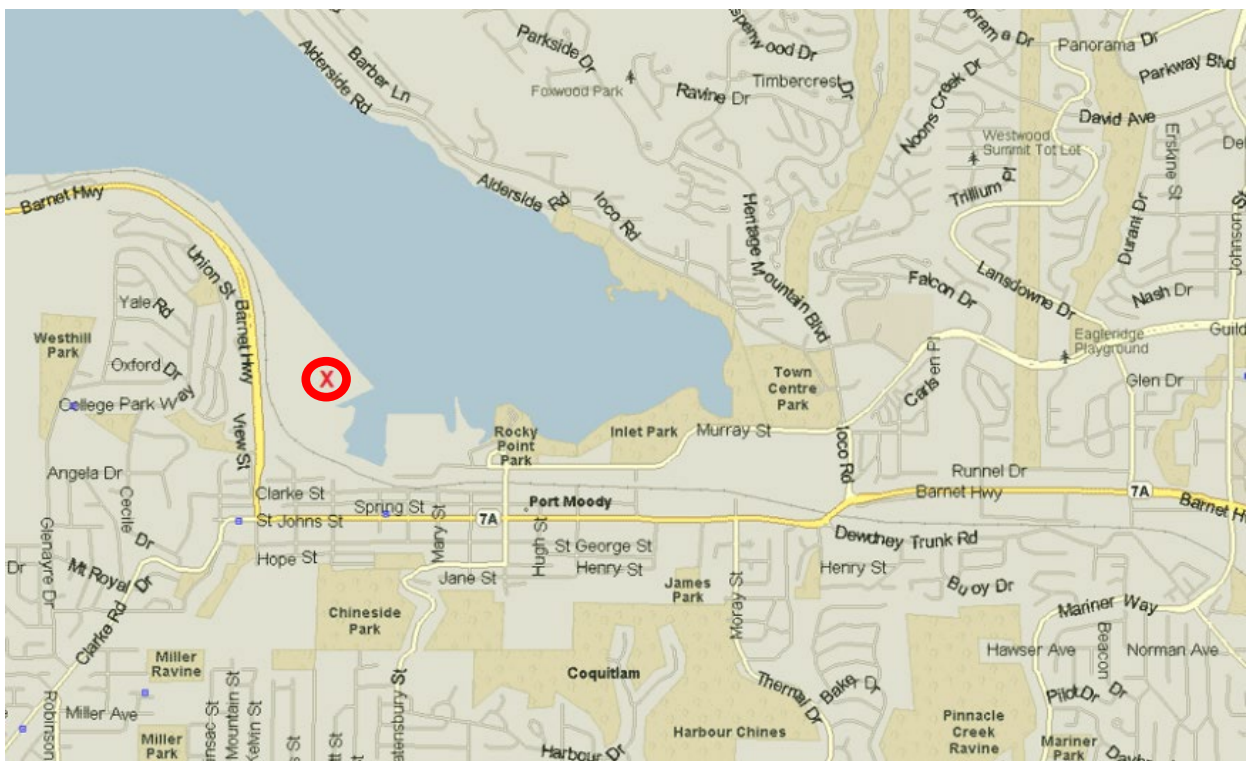 Barber Ln
Alderside Rd
Parkside Dr
Foxwood Park
Ravine Dr
Timbercrest Dr
Noons Creek Dr
Panorama Dr
Parkway Blvd
David Ave
Westwood
Summit Tot Lot
Erskine St
Trillium Pl
Barnet Hwy
Alderside Rd
Ioco Rd
Heritage Mountain Blvd
Durant Dr
Johnson St
Union St
Barnet Hwy
Yale Rd
Falcon Dr
Lansdowne Dr
Nash Dr
Westhill
Park
Oxford Dr
X
Eagleridge
Playground
Guild
College Park Way
Town
Centre
Park
Glen Dr
View St
Rocky
Point
Park
Inlet Park
Murray St
Ioco Rd
Angela Dr
Cecile Dr
Runnel Dr
Clarke St
Spring St
Port Moody
Barnet Hwy
7A
Barnet H
St Johns St
7A
Mary St
Hugh St
Dewdney Trunk Rd
Glenayre Dr
Dr
Mt Royal Dr
Hope St
St George St
Henry St
Jane St
James
Park
Moray St
Henry St
Buoy Dr
Mariner Way
Clarke Rd
Chineside
Park
Hawser Ave
Beacon Dr
Norman Ave
Miller
Ravine
Coquitlam
Thermal Dr
Baker Dr
Pilot Dr
Robinson
Miller Ave
Mountain St
Kelvin St
Harbour Chines
Pinnacle
Creek
Ravine
Miller
Park
Harbour Dr
Mariner
Park